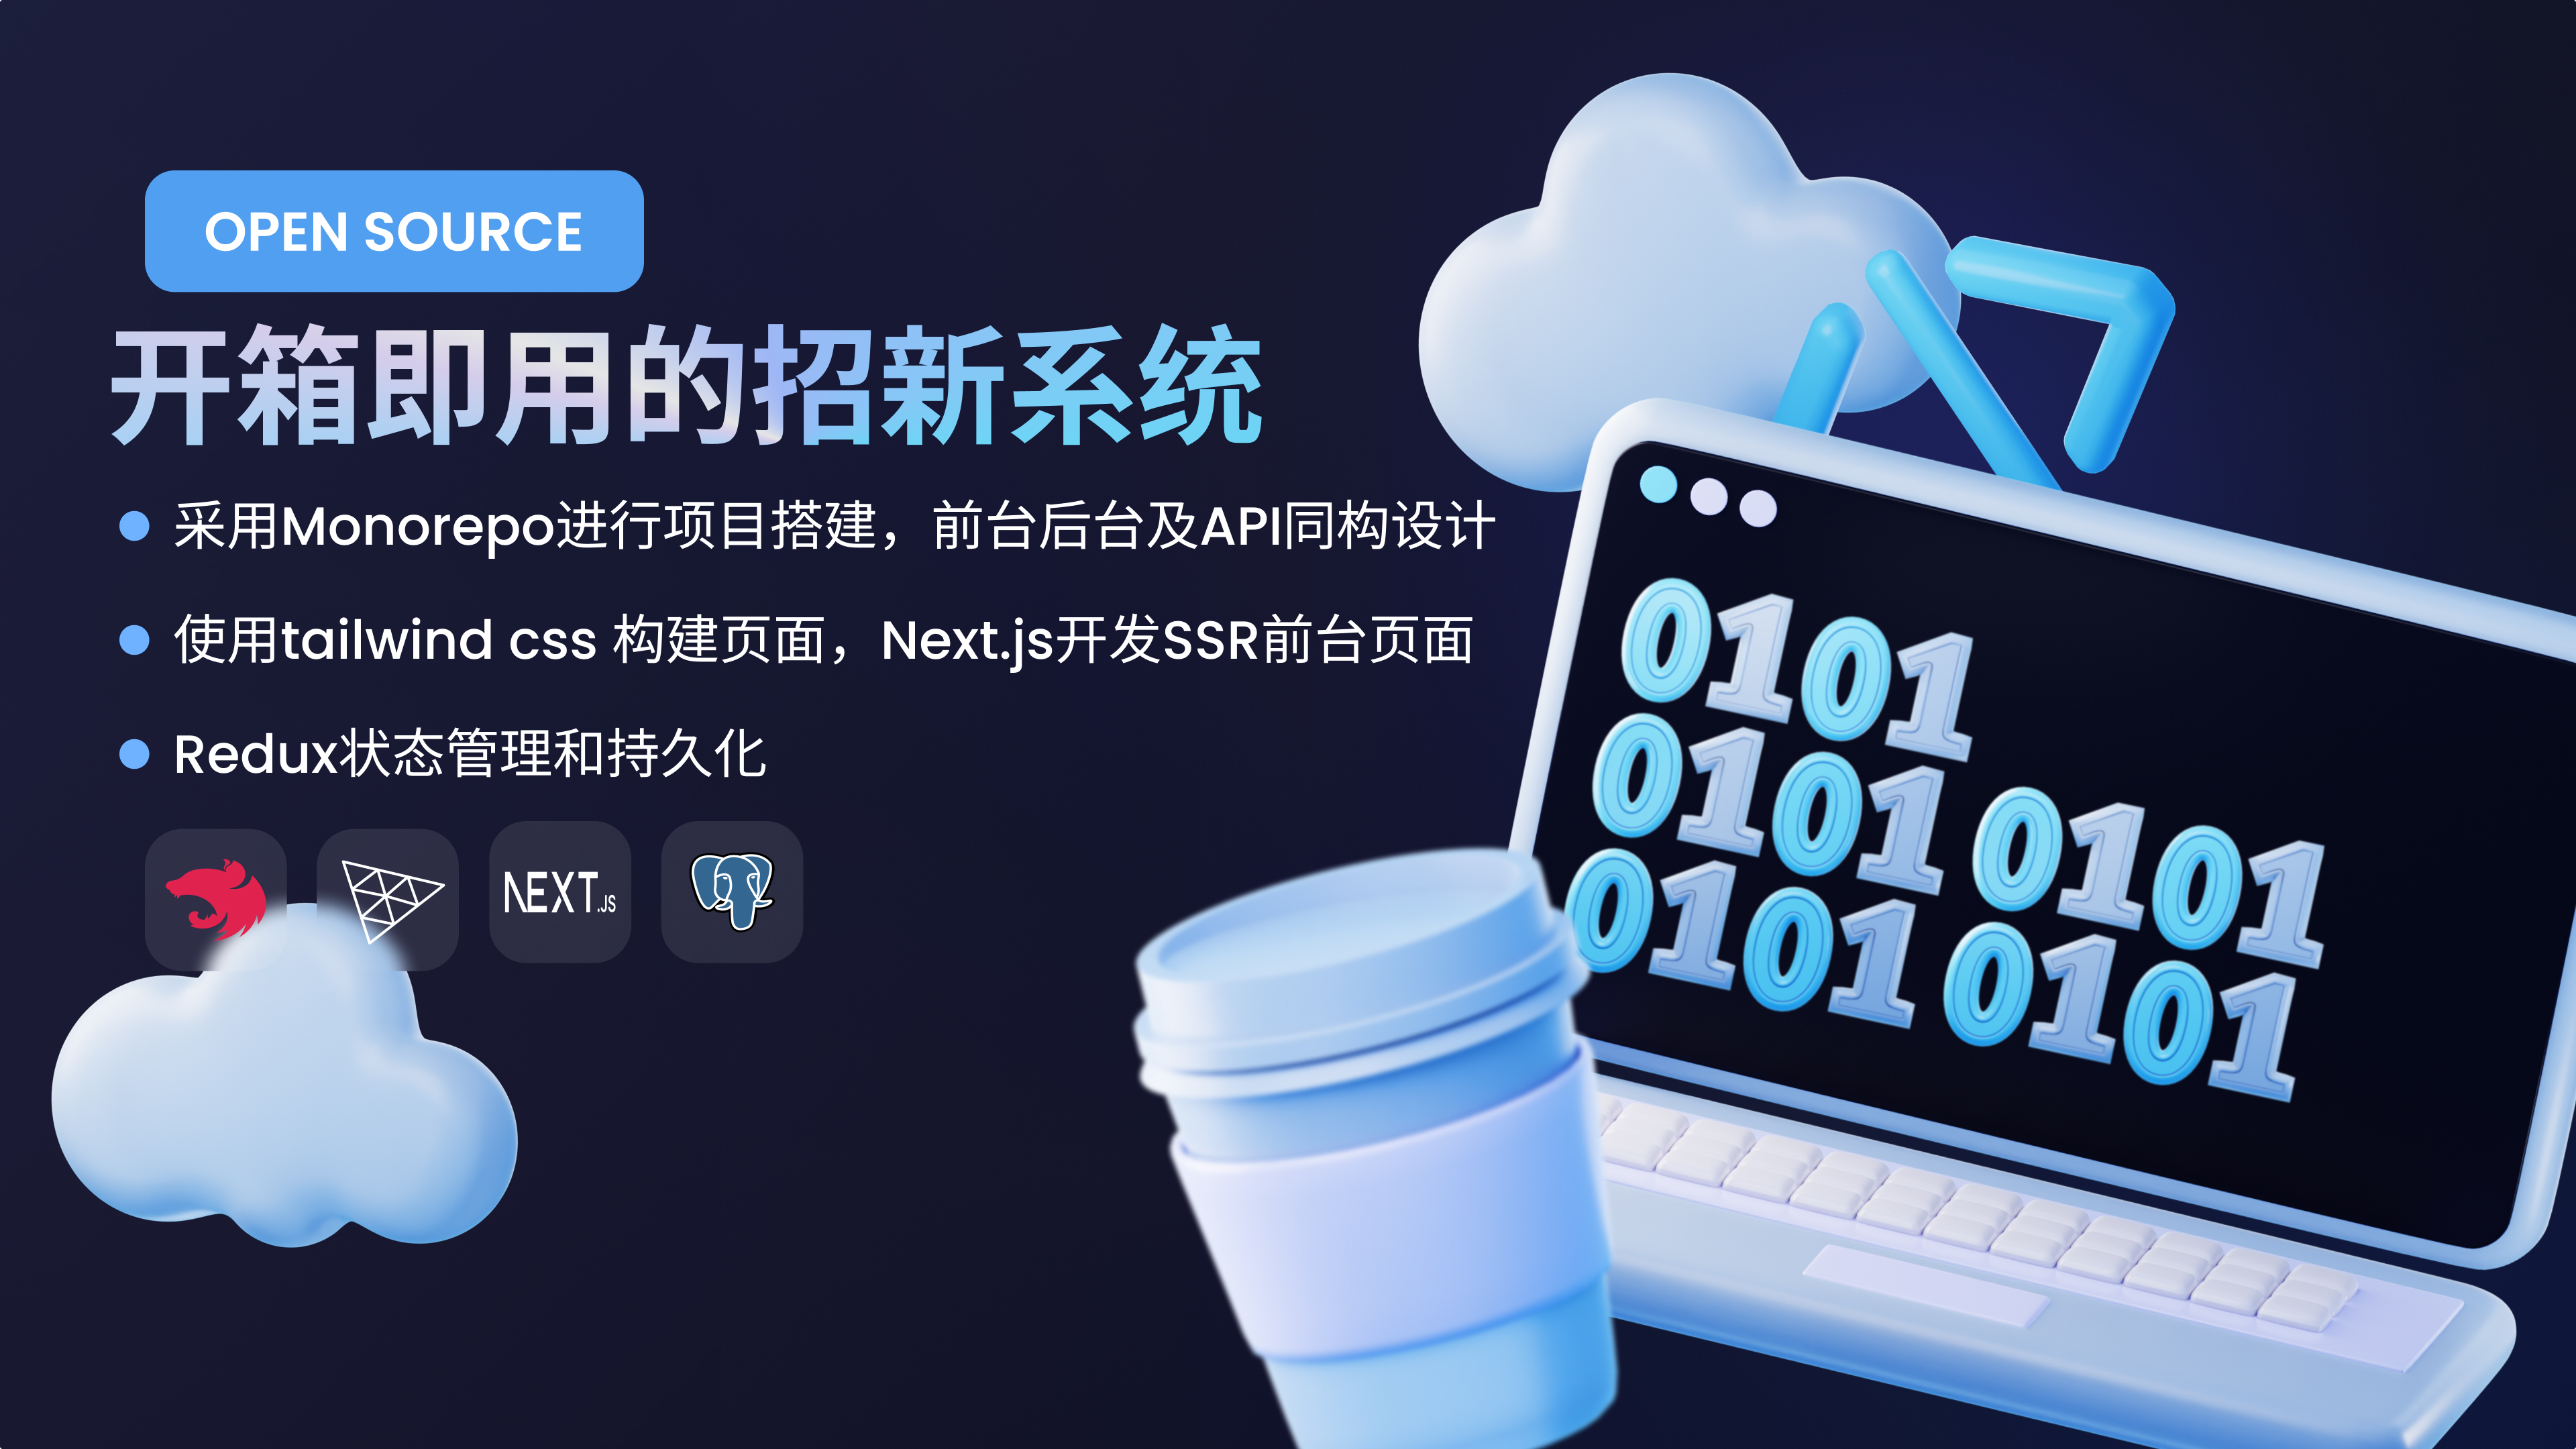 OPEN SOURCE
开箱即用的招新系统
采用Monorepo进行项目搭建，前台后台及API同构设计
使用tailwind css 构建页面，Next.js开发SSR前台页面
Redux状态管理和持久化
NEXT.JS
0101
0101 0101
0101 0101